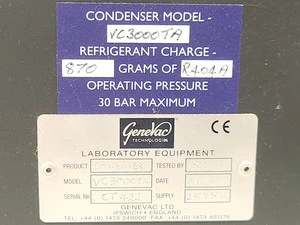 CONDENSER MODEL -
VC3000TA
REFRIGERANT CHARGE -
870 GRAMS OF R404A
OPERATING PRESSURE
30 BAR MAXIMUM
GeneVac
TECHNOLOGIES
CE
LABORATORY EQUIPMENT
PRODUCT TESTED BY
MODEL VC3000TA DATE
SERIAL No SUPPLY
GENEVAC LTD
IPSWICH • ENGLAND